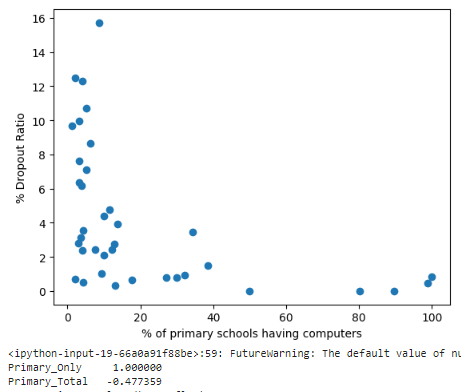 16
14
12
10
8
6
4
2
0
% Dropout Ratio
0 20 40 60 80 100
% of primary schools having computers
<ipython-input-19-66a0a91f88be>:59: FutureWarning: The default value of nu
Primary_Only 1.000000
Primary_Total -0.477359